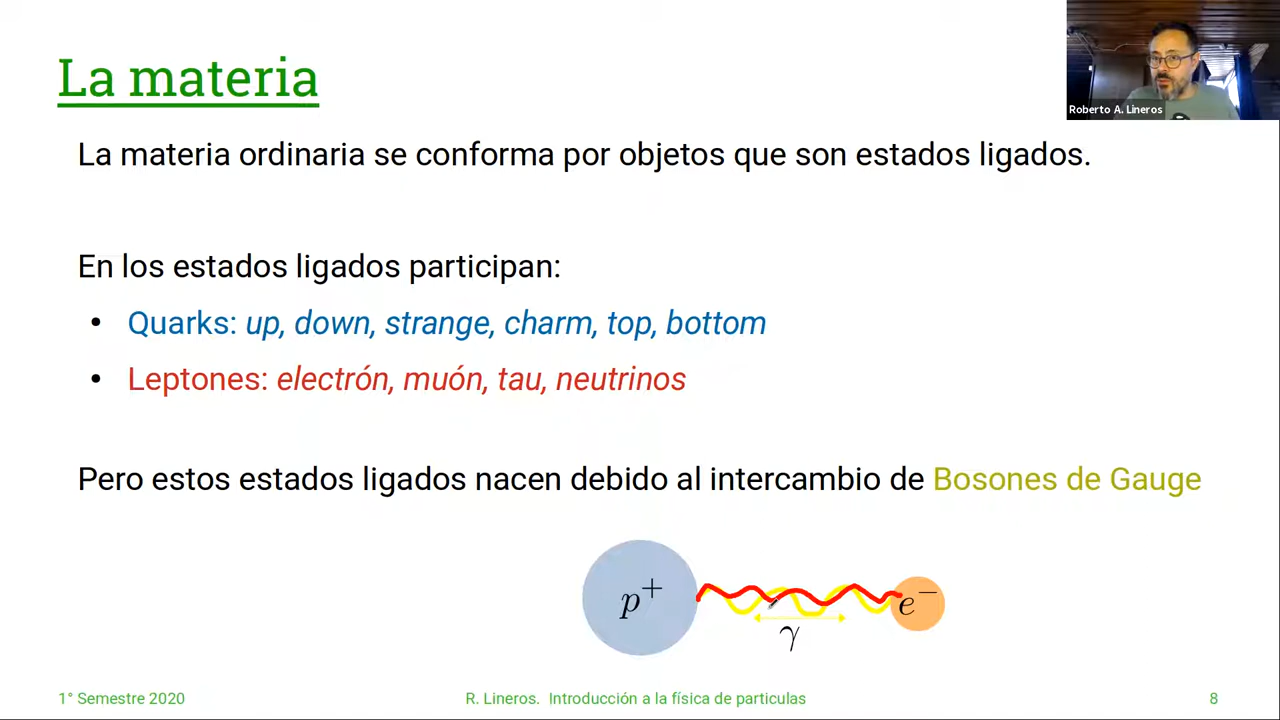 La materia
Roberto A. Lineros
La materia ordinaria se conforma por objetos que son estados ligados.
En los estados ligados participan:
• Quarks: up, down, strange, charm, top, bottom
• Leptones: electrón, muón, tau, neutrinos
Pero estos estados ligados nacen debido al intercambio de Bosones de Gauge
p⁺
e⁻
γ
1° Semestre 2020
R. Lineros. Introducción a la física de particulas
8